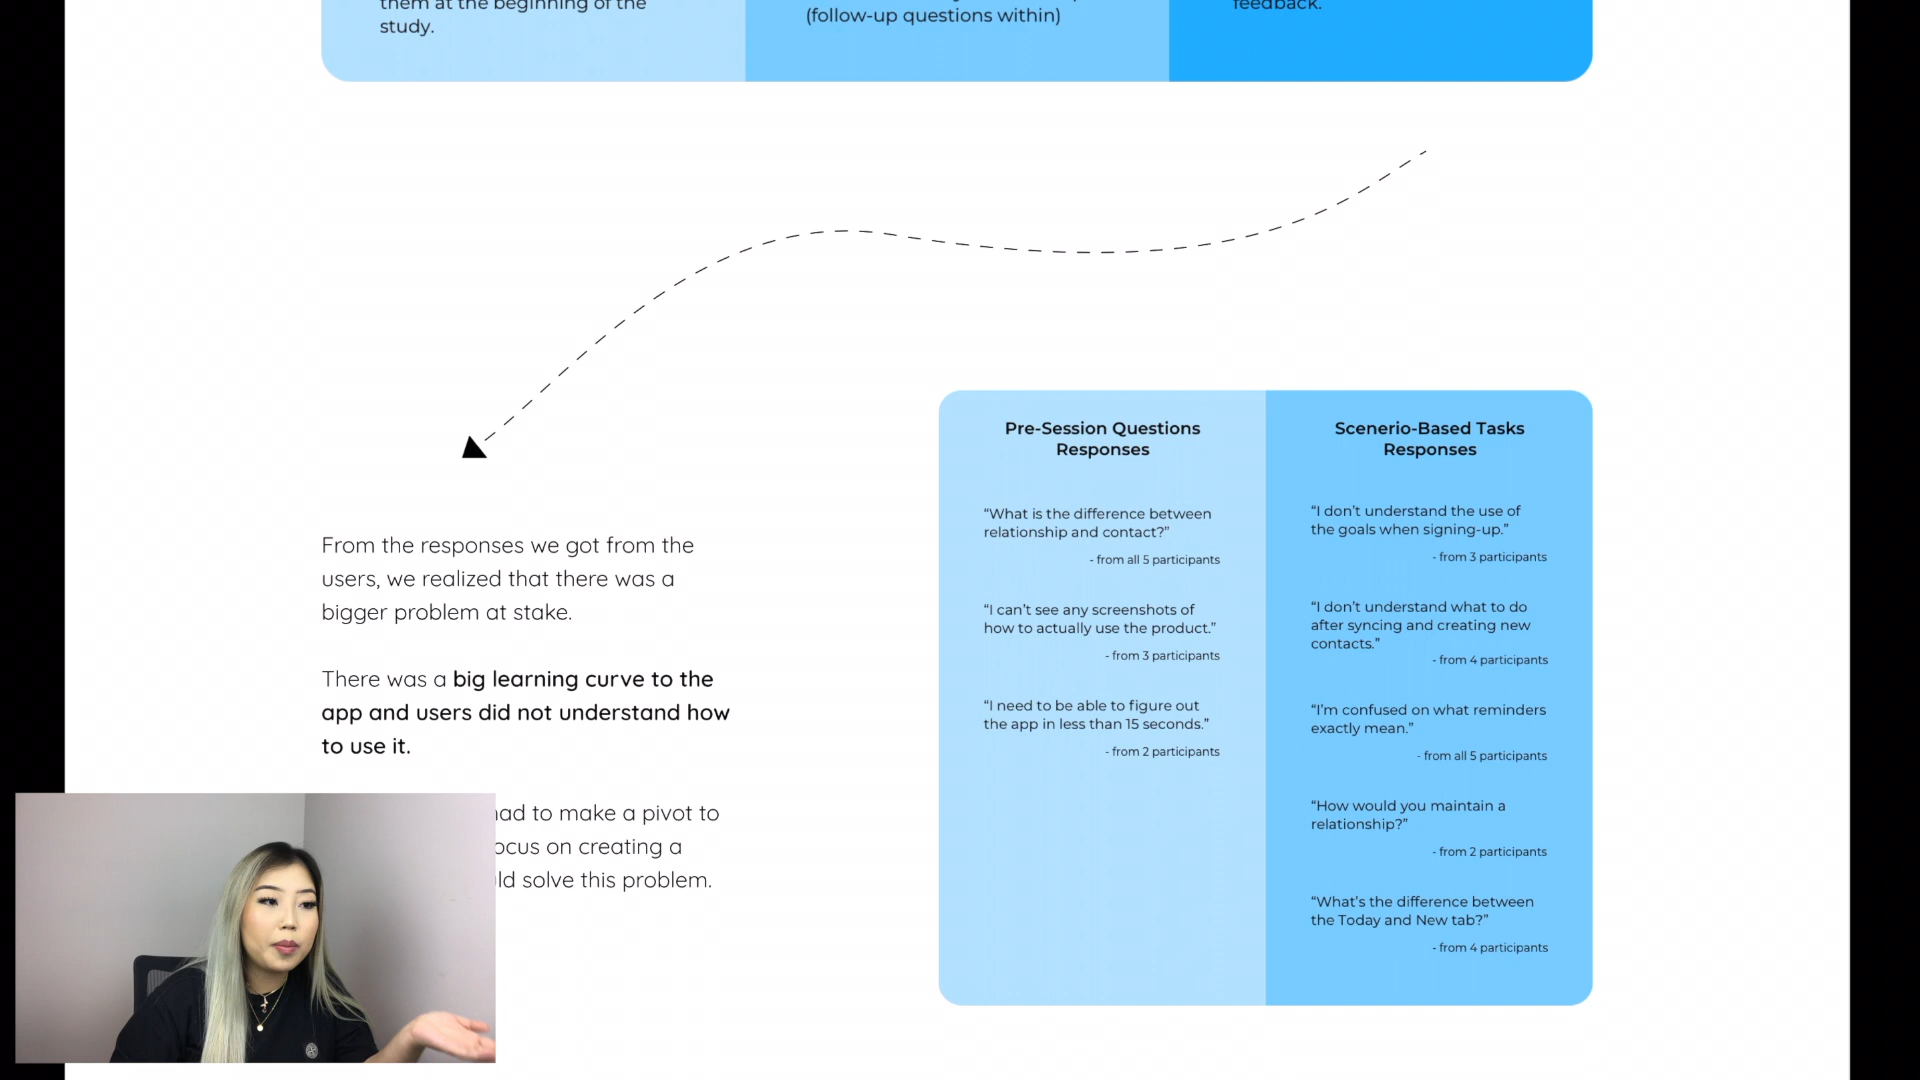 them at the beginning of the
study.
(follow-up questions within)
feedback.
Pre-Session Questions
Responses
“What is the difference between
relationship and contact?”
- from all 5 participants
“I can’t see any screenshots of
how to actually use the product.”
- from 3 participants
“I need to be able to figure out
the app in less than 15 seconds.”
- from 2 participants
Scenerio-Based Tasks
Responses
“I don’t understand the use of
the goals when signing-up.”
- from 3 participants
“I don’t understand what to do
after syncing and creating new
contacts.”
- from 4 participants
“I’m confused on what reminders
exactly mean.”
- from all 5 participants
“How would you maintain a
relationship?”
- from 2 participants
“What’s the difference between
the Today and New tab?”
- from 4 participants
From the responses we got from the
users, we realized that there was a
bigger problem at stake.
There was a big learning curve to the
app and users did not understand how
to use it.
had to make a pivot to
on creating a
solve this problem.